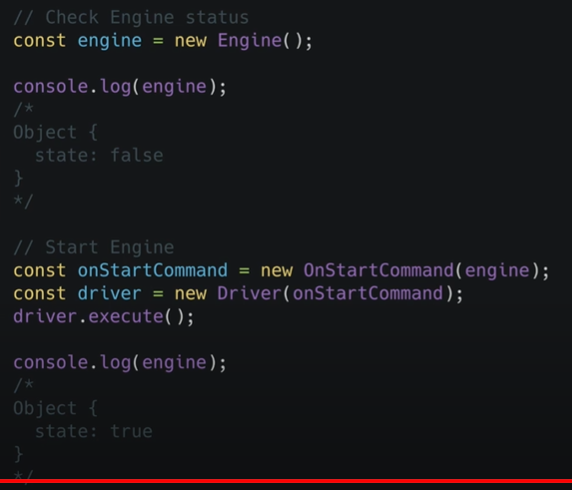 // Check Engine status
const engine = new Engine();
console.log(engine);
/*
Object {
state: false
}
*/
// Start Engine
const onStartCommand = new OnStartCommand(engine);
const driver = new Driver(onStartCommand);
driver.execute();
console.log(engine);
/*
Object {
state: true
}
*/